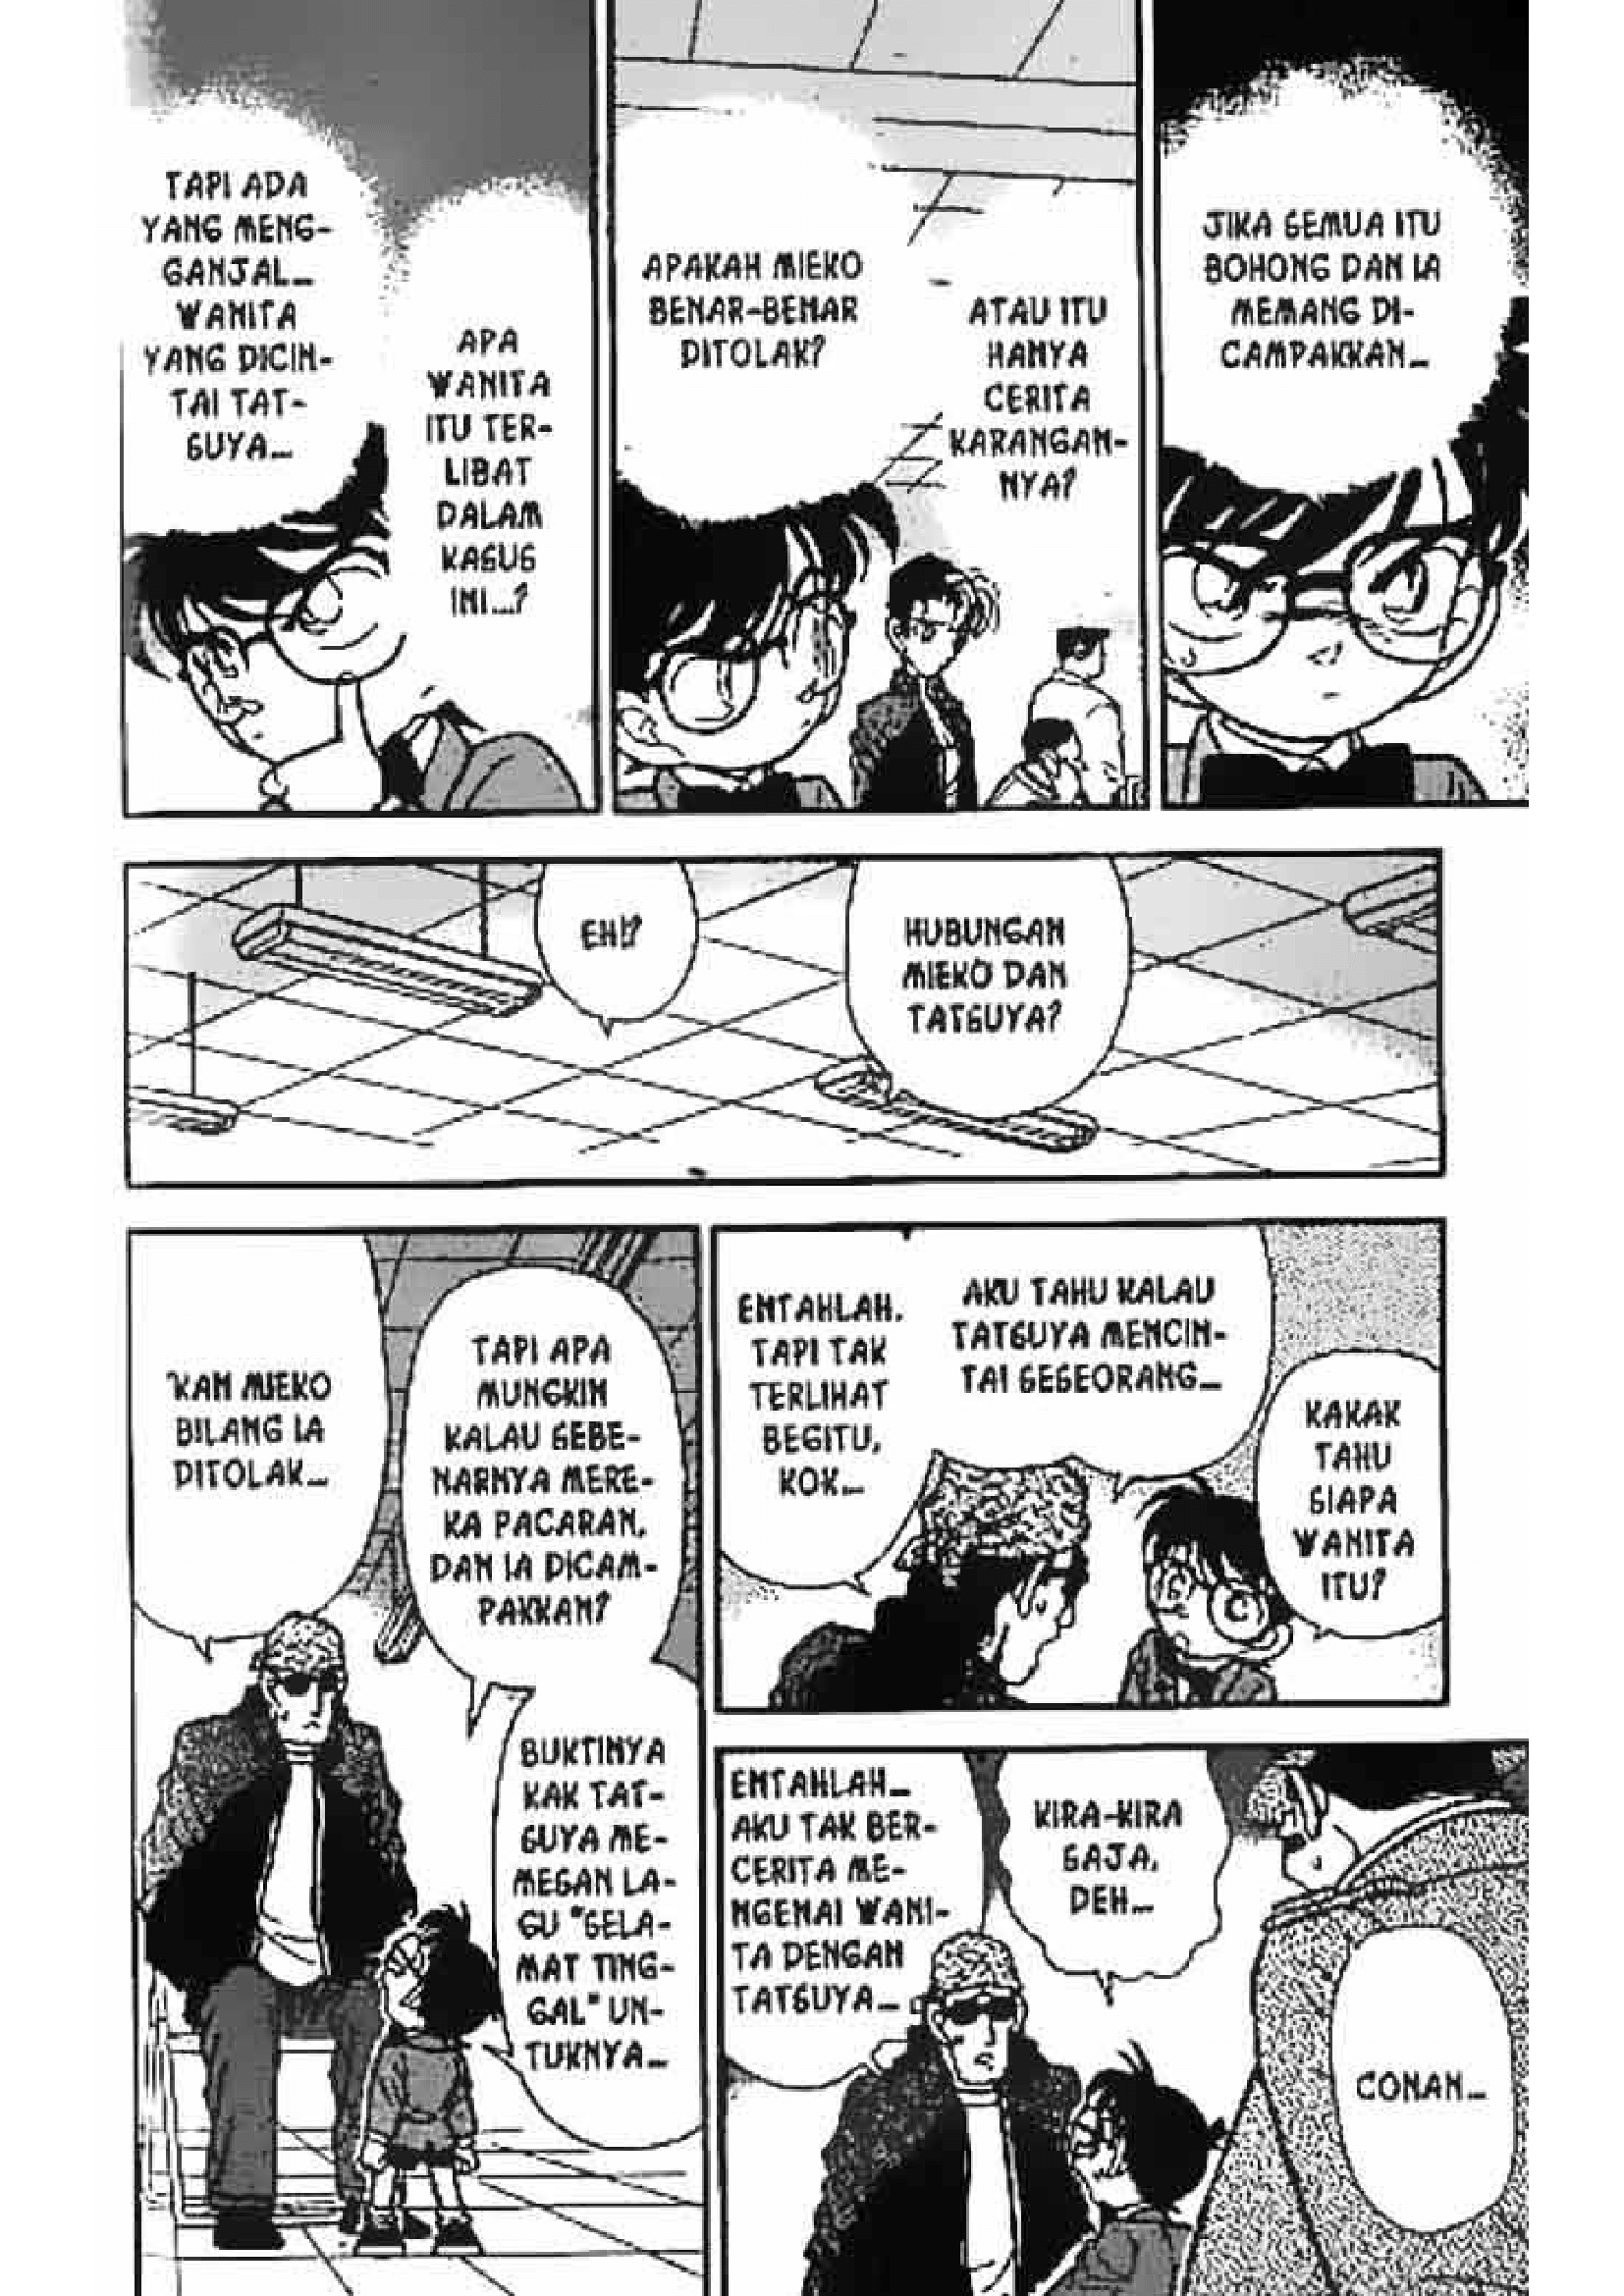 TAPI ADA
YANG MENG-
GANJAL...
WANITA
YANG DICIN-
TAI TAT-
SUYA...
APA
WANITA
ITU TER-
LIBAT
DALAM
KASUS
INI...?
APAKAH MIEKO
BENAR-BENAR
DITOLAK?
ATAU ITU
HANYA
CERITA
KARANGAN-
NYA?
JIKA SEMUA ITU
BOHONG DAN IA
MEMANG DI-
CAMPAKKAN...
EH!?
HUBUNGAN
MIEKO DAN
TATSUYA?
KAN MIEKO
BILANG IA
DITOLAK...
TAPI APA
MUNGKIN
KALAU SEBE-
NARNYA MERE-
KA PACARAN,
DAN IA DICAM-
PAKKAN?
BUKTINYA
KAK TAT-
SUYA ME-
MEGAN LA-
GU "SELA-
MAT TING-
GAL" UN-
TUKNYA...
ENTAHLAH.
TAPI TAK
TERLIHAT
BEGITU,
KOK...
AKU TAHU KALAU
TATSUYA MENCIN-
TAI SESEORANG...
KAKAK
TAHU
SIAPA
WANITA
ITU?
ENTAHLAH...
AKU TAK BER-
CERITA ME-
NGENAI WANI-
TA DENGAN
TATSUYA...
KIRA-KIRA
SAJA,
DEH...
CONAN...